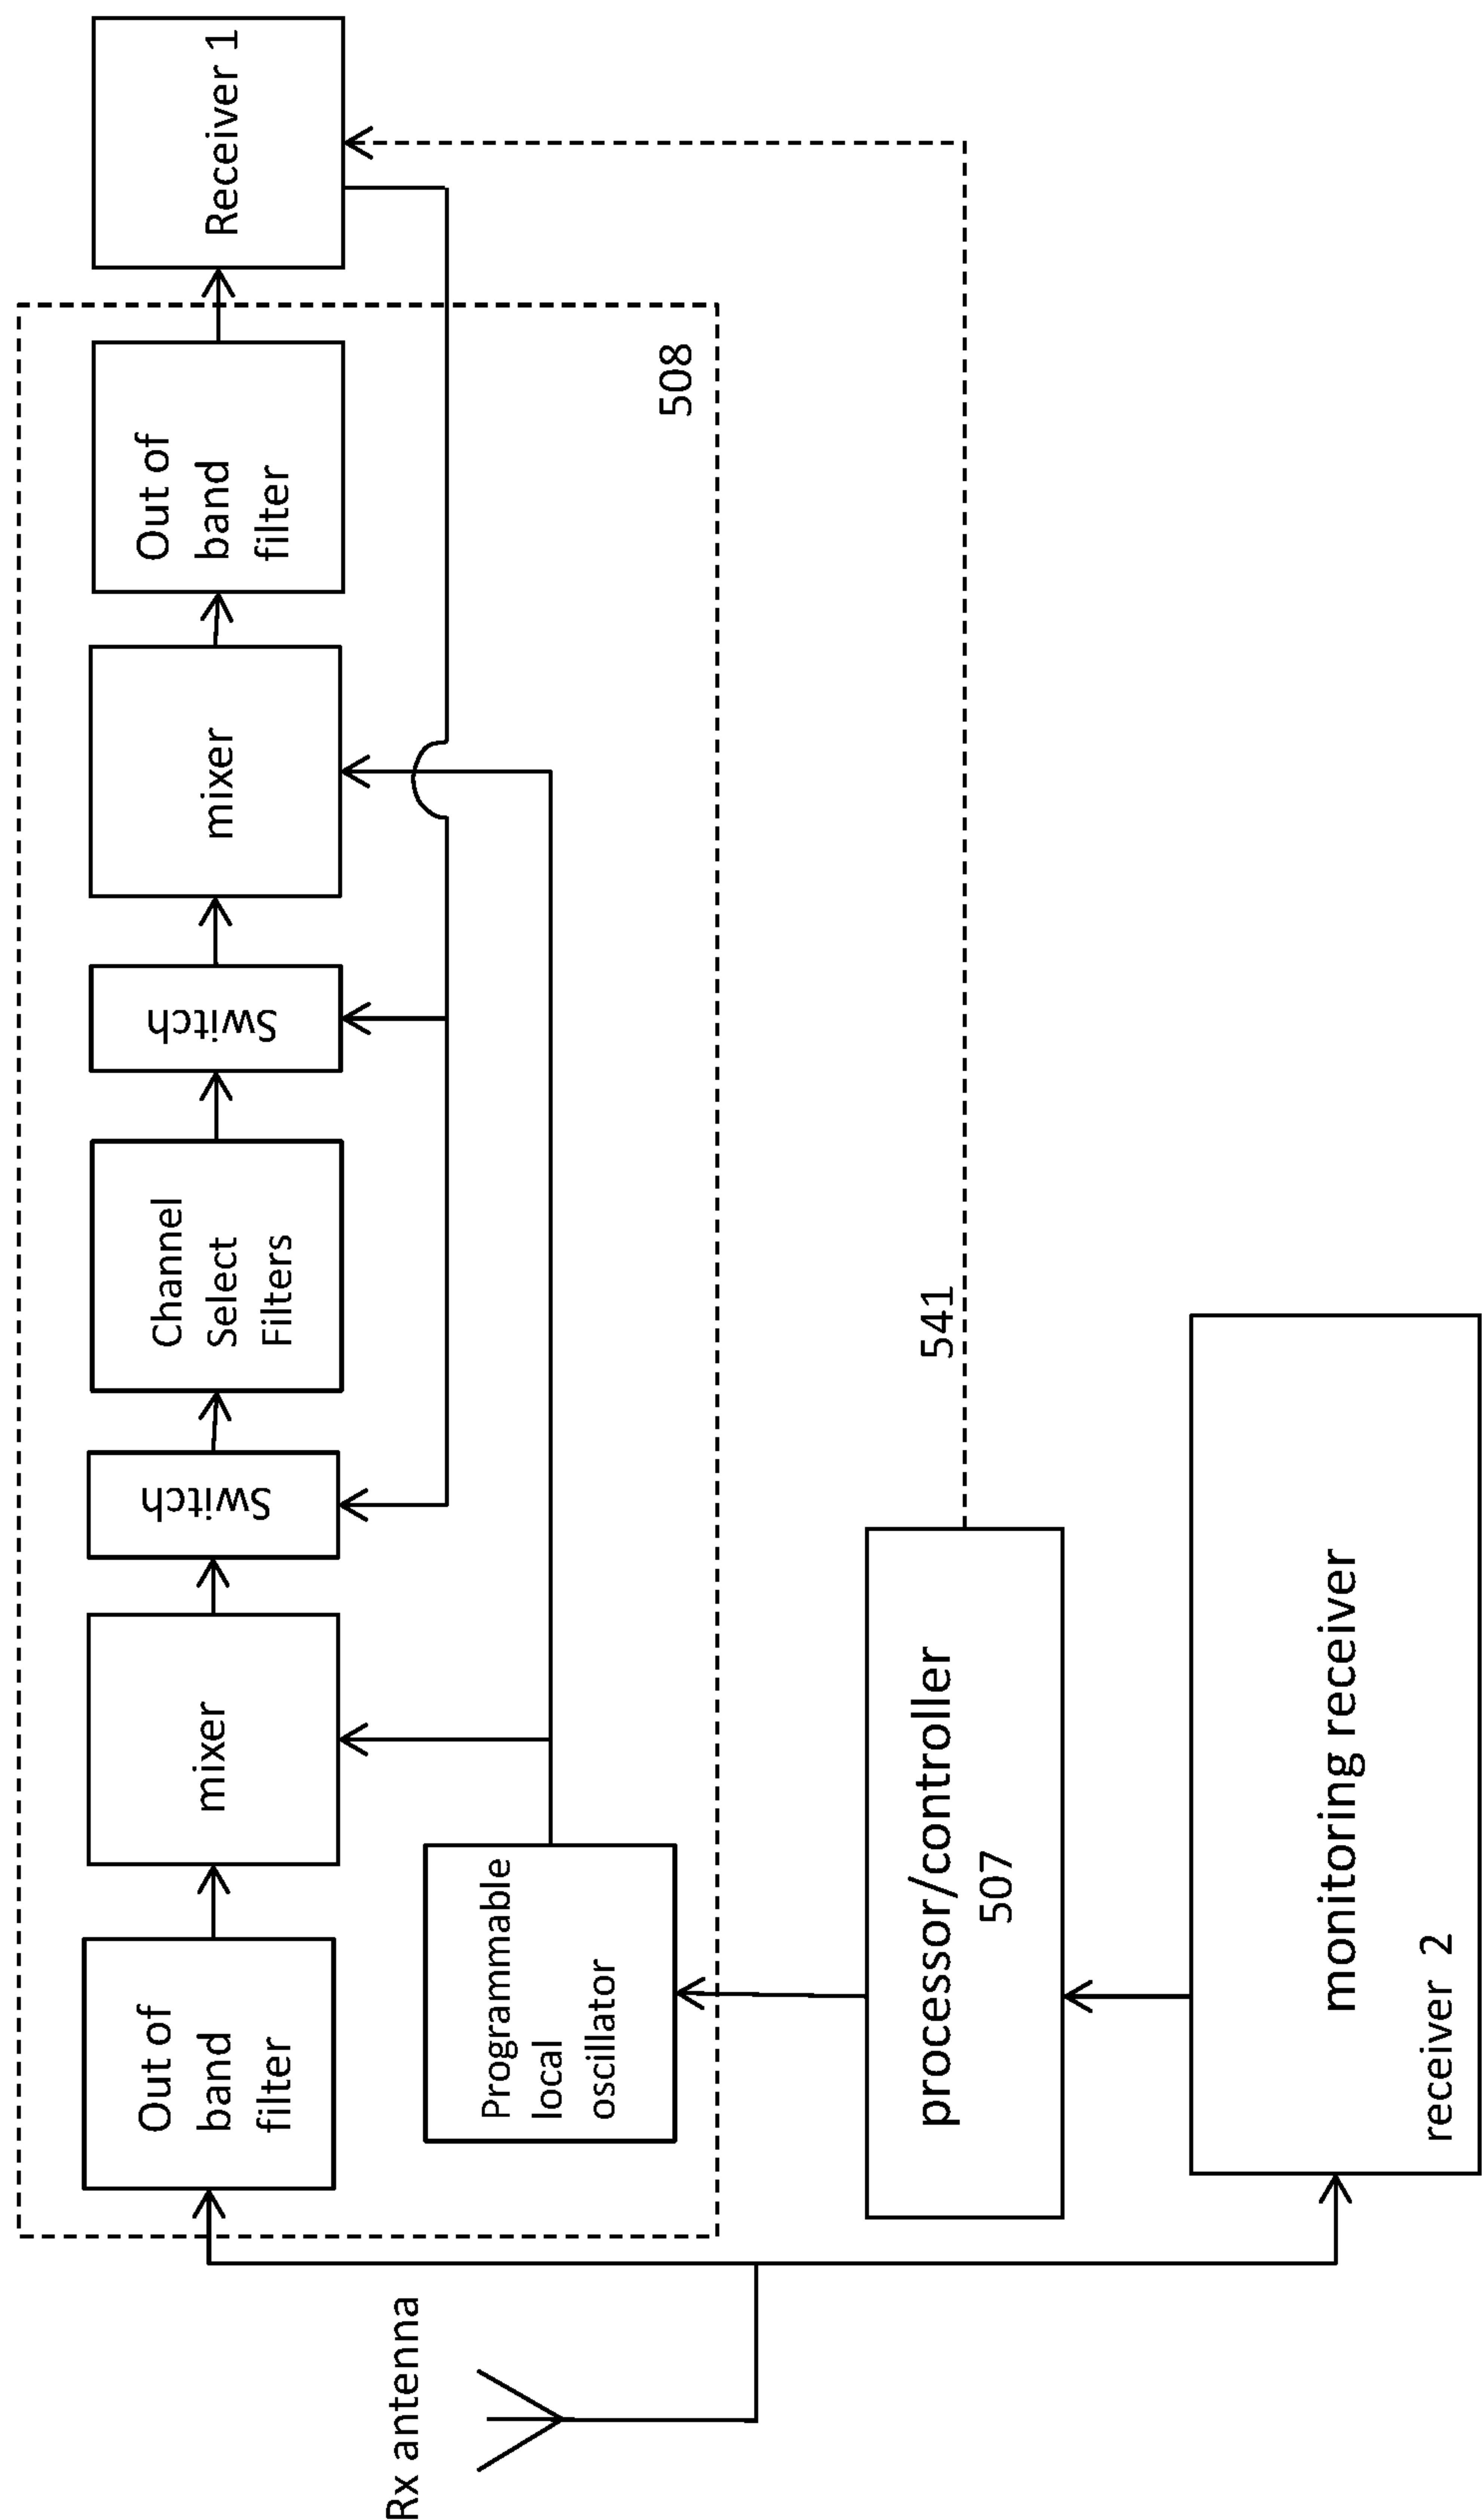 Rx antenna
Out of
band
filter
mixer
Switch
Channel
Select
Filters
Switch
mixer
Out of
band
filter
Receiver 1
Programmable
local
oscillator
508
541
processor/controller
507
monitoring receiver
receiver 2